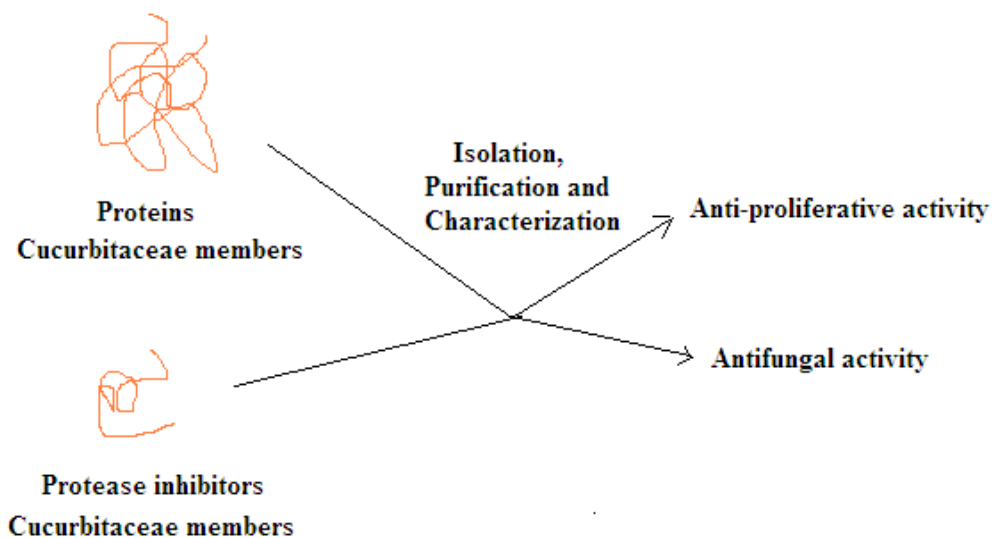 Proteins
Cucurbitaceae members
Isolation,
Purification and
Characterization
Anti-proliferative activity
Antifungal activity
Protease inhibitors
Cucurbitaceae members